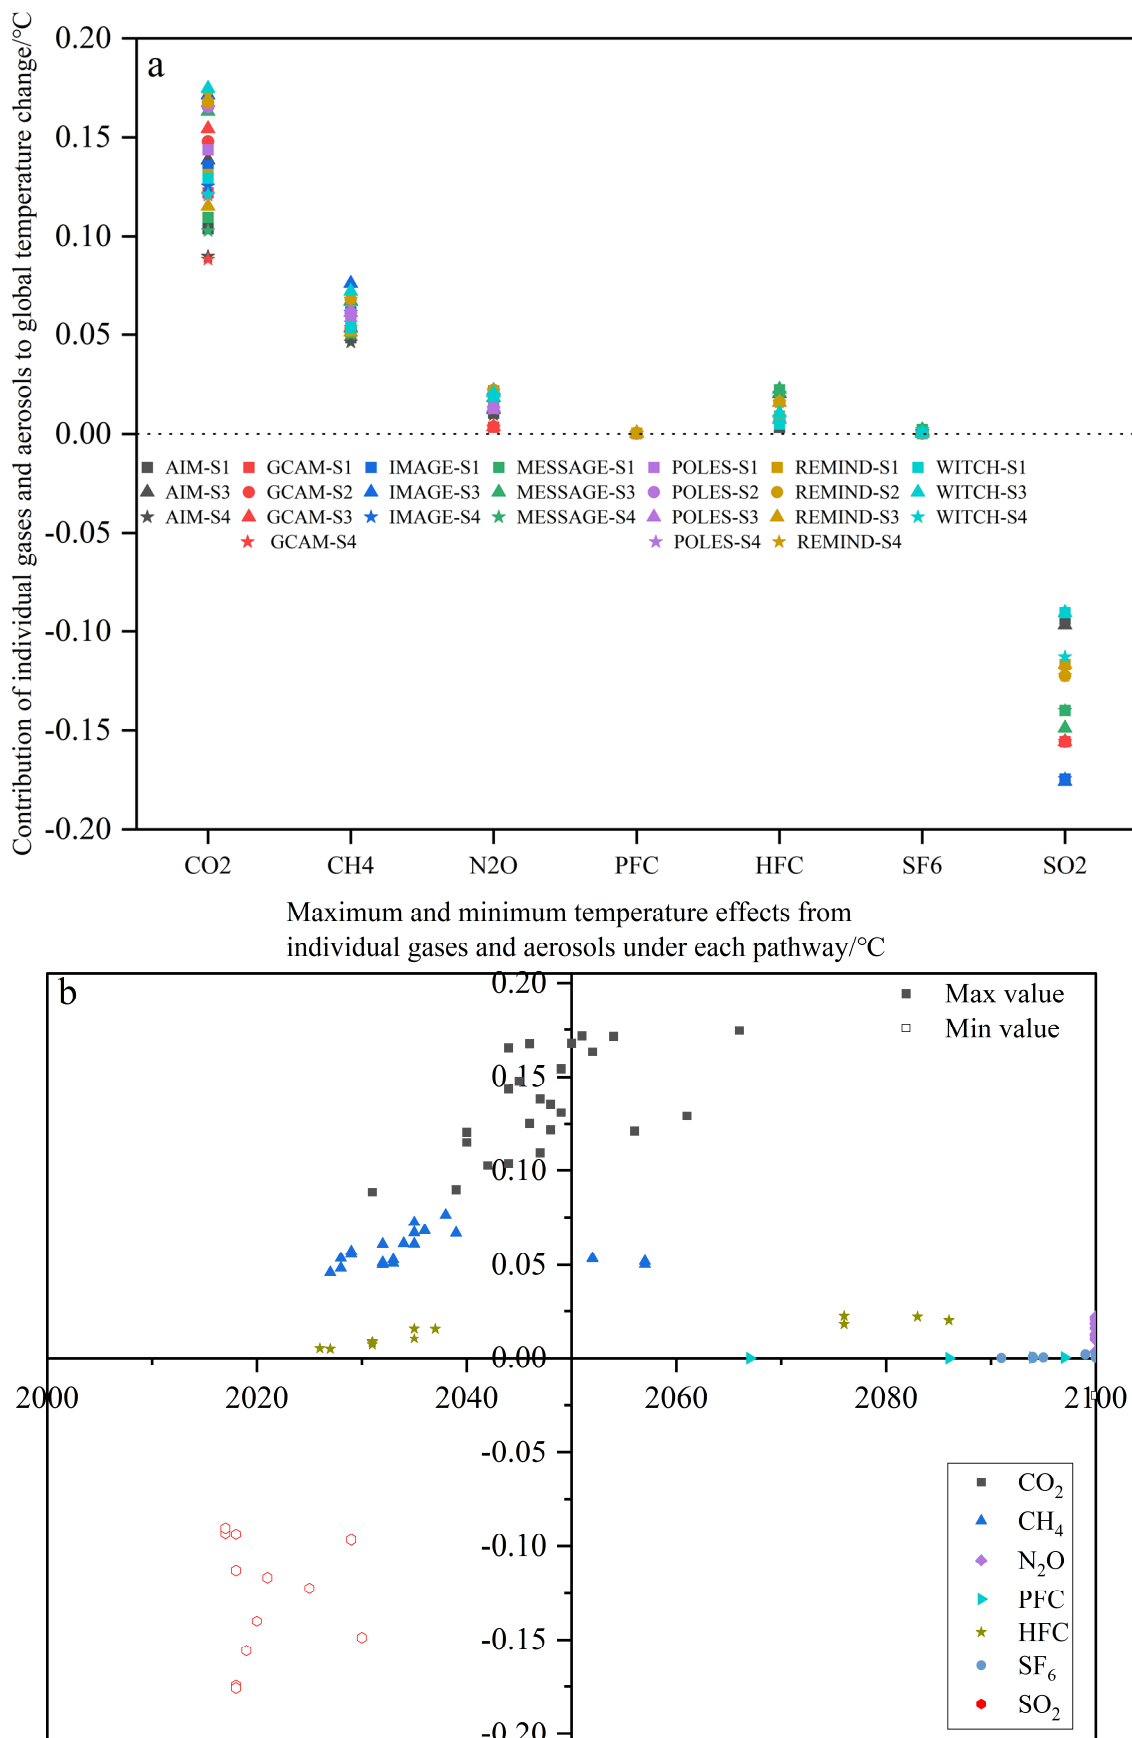 Contribution of individual gases and aerosols to global temperature change/°C
a
0.20
0.15
0.10
0.05
0.00
-0.05
-0.10
-0.15
-0.20
AIM-S1 GCAM-S1 IMAGE-S1 MESSAGE-S1 POLES-S1 REMIND-S1 WITCH-S1
AIM-S3 GCAM-S2 IMAGE-S3 MESSAGE-S3 POLES-S2 REMIND-S2 WITCH-S3
AIM-S4 GCAM-S3 IMAGE-S4 MESSAGE-S4 POLES-S3 REMIND-S3 WITCH-S4
GCAM-S4 POLES-S4 REMIND-S4
CO2 CH4 N2O PFC HFC SF6 SO2
Maximum and minimum temperature effects from
individual gases and aerosols under each pathway/°C
b
0.20
0.15
0.10
0.05
0.00
-0.05
-0.10
-0.15
-0.20
2000 2020 2040 2060 2080 2100
Max value
Min value
CO2
CH4
N2O
PFC
HFC
SF6
SO2